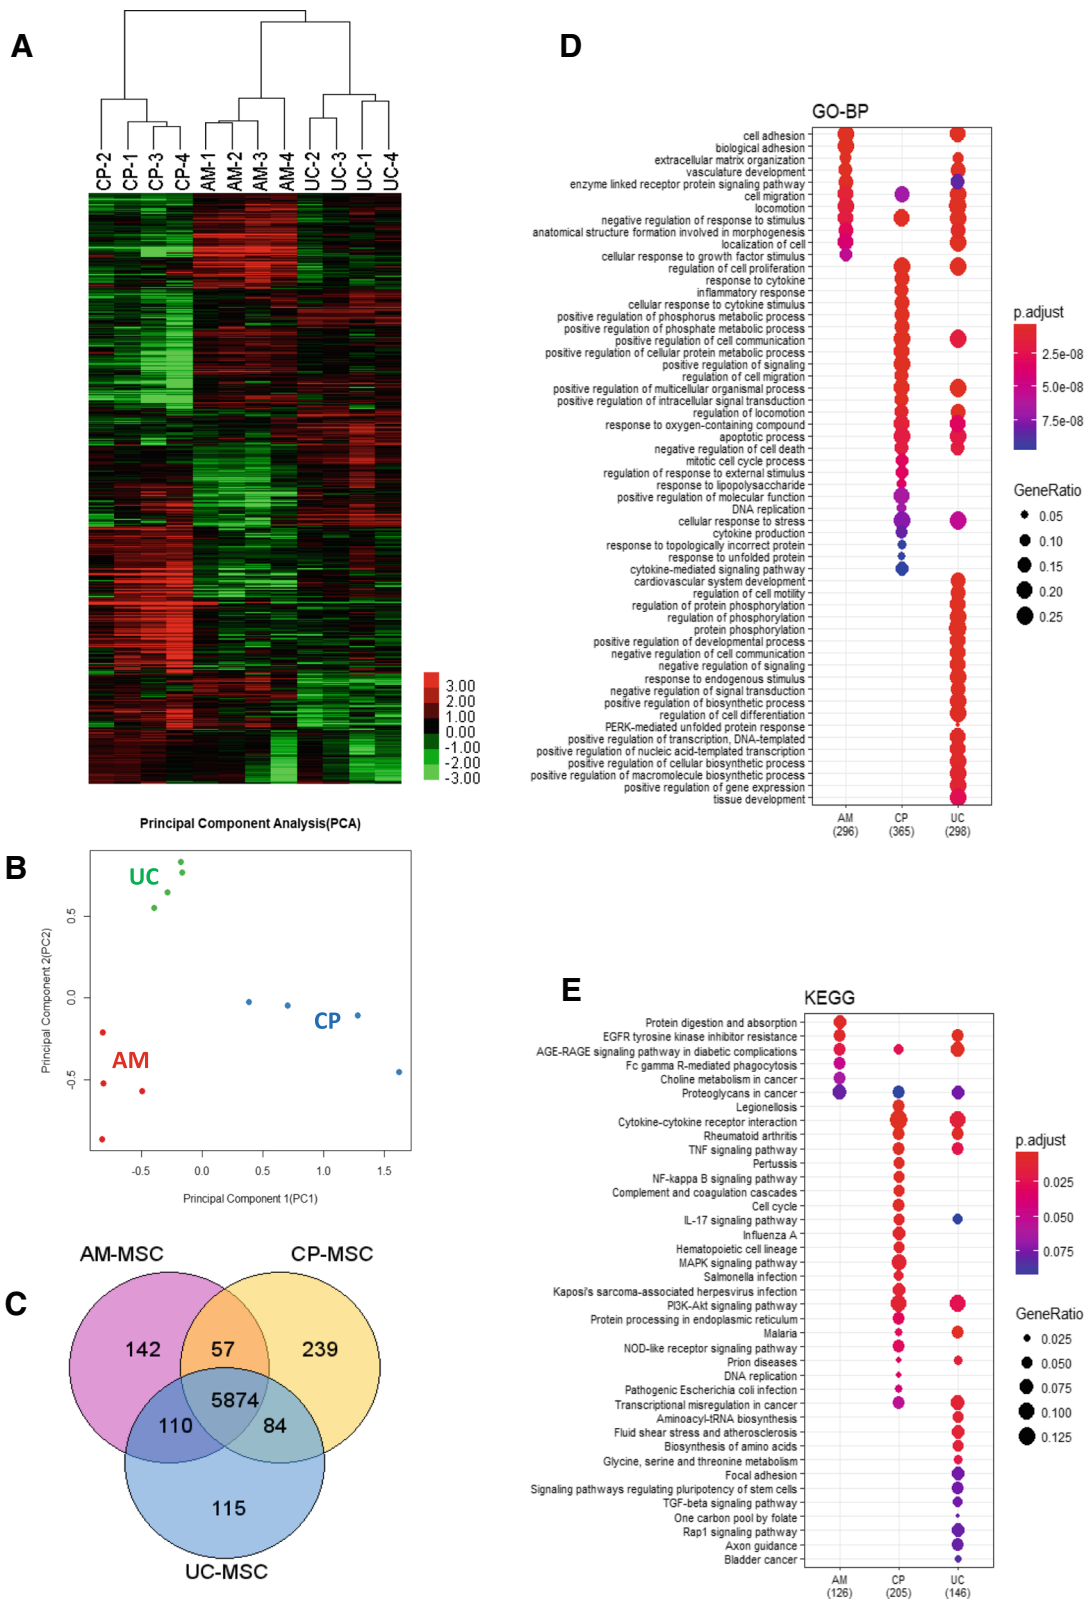 A
CP-2
CP-1
CP-3
CP-4
AM-1
AM-2
AM-3
AM-4
UC-2
UC-3
UC-1
UC-4
3.00
2.00
1.00
0.00
-1.00
-2.00
-3.00
B
Principal Component Analysis(PCA)
UC
CP
AM
Principal Component 2(PC2)
0.5
0.0
-0.5
-0.5
0.0
0.5
1.0
1.5
Principal Component 1(PC1)
C
AM-MSC
CP-MSC
142
57
239
5874
110
84
115
UC-MSC
D
GO-BP
cell adhesion
biological adhesion
extracellular matrix organization
vasculature development
enzyme linked receptor protein signaling pathway
cell migration
locomotion
negative regulation of response to stimulus
anatomical structure formation involved in morphogenesis
localization of cell
cellular response to growth factor stimulus
regulation of cell proliferation
response to cytokine
inflammatory response
cellular response to cytokine stimulus
positive regulation of phosphorus metabolic process
positive regulation of phosphate metabolic process
positive regulation of cell communication
positive regulation of cellular protein metabolic process
positive regulation of signaling
regulation of cell migration
positive regulation of multicellular organismal process
positive regulation of intracellular signal transduction
regulation of locomotion
response to oxygen-containing compound
apoptotic process
negative regulation of cell death
mitotic cell cycle process
regulation of response to external stimulus
response to lipopolysaccharide
positive regulation of molecular function
DNA replication
cellular response to stress
cytokine production
response to topologically incorrect protein
response to unfolded protein
cytokine-mediated signaling pathway
cardiovascular system development
regulation of cell motility
regulation of protein phosphorylation
regulation of phosphorylation
protein phosphorylation
positive regulation of developmental process
negative regulation of cell communication
negative regulation of signaling
response to endogenous stimulus
negative regulation of signal transduction
positive regulation of biosynthetic process
regulation of cell differentiation
PERK-mediated unfolded protein response
positive regulation of transcription, DNA-templated
positive regulation of nucleic acid-templated transcription
positive regulation of cellular biosynthetic process
positive regulation of macromolecule biosynthetic process
positive regulation of gene expression
tissue development
AM
(296)
CP
(365)
UC
(298)
p.adjust
2.5e-08
5.0e-08
7.5e-08
GeneRatio
0.05
0.10
0.15
0.20
0.25
E
KEGG
Protein digestion and absorption
EGFR tyrosine kinase inhibitor resistance
AGE-RAGE signaling pathway in diabetic complications
Fc gamma R-mediated phagocytosis
Choline metabolism in cancer
Proteoglycans in cancer
Legionellosis
Cytokine-cytokine receptor interaction
Rheumatoid arthritis
TNF signaling pathway
Pertussis
NF-kappa B signaling pathway
Complement and coagulation cascades
Cell cycle
IL-17 signaling pathway
Influenza A
Hematopoietic cell lineage
MAPK signaling pathway
Salmonella infection
Kaposi's sarcoma-associated herpesvirus infection
PI3K-Akt signaling pathway
Protein processing in endoplasmic reticulum
Malaria
NOD-like receptor signaling pathway
Prion diseases
DNA replication
Pathogenic Escherichia coli infection
Transcriptional misregulation in cancer
Aminoacyl-tRNA biosynthesis
Fluid shear stress and atherosclerosis
Biosynthesis of amino acids
Glycine, serine and threonine metabolism
Focal adhesion
Signaling pathways regulating pluripotency of stem cells
TGF-beta signaling pathway
One carbon pool by folate
Rap1 signaling pathway
Axon guidance
Bladder cancer
AM
(126)
CP
(205)
UC
(146)
p.adjust
0.025
0.050
0.075
GeneRatio
0.025
0.050
0.075
0.100
0.125